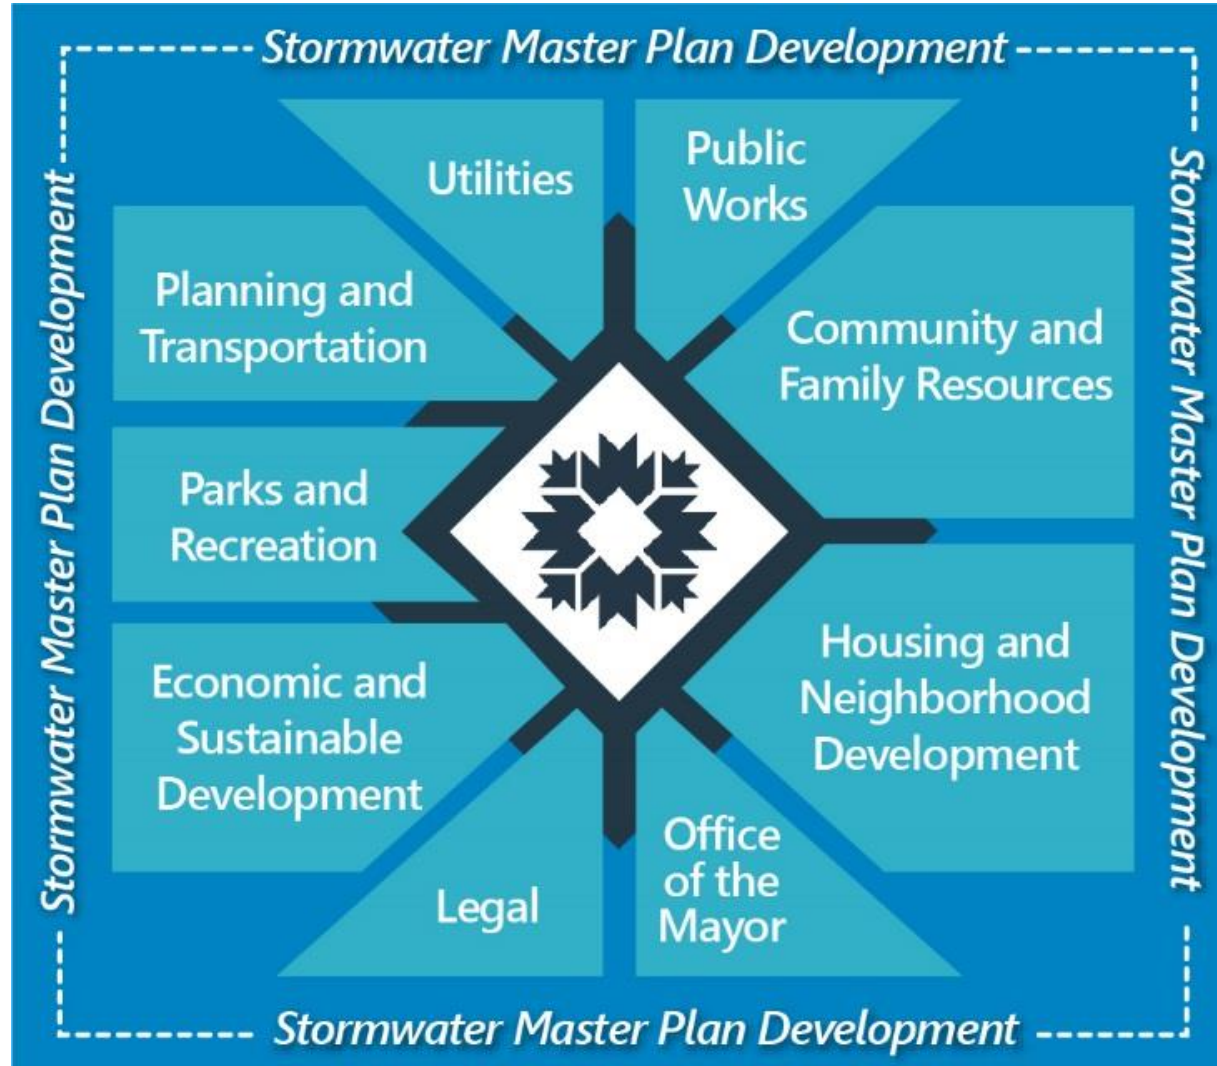 Stormwater Master Plan Development
Utilities
Public
Works
Planning and
Transportation
Community and
Family Resources
Parks and
Recreation
Economic and
Sustainable
Development
Housing and
Neighborhood
Development
Legal
Office
of the
Mayor
Stormwater Master Plan Development
Stormwater Master Plan Development
Stormwater Master Plan Development